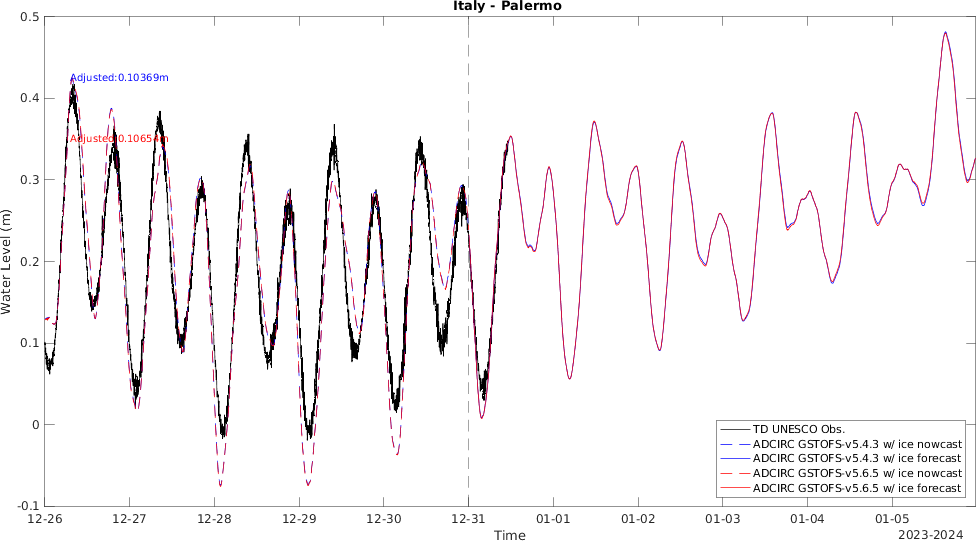 Italy - Palermo
0.5
0.4
0.3
0.2
0.1
0
-0.1
Water Level (m)
Adjusted:0.10369m
Adjusted:0.10654m
TD UNESCO Obs.
ADCIRC GSTOFS-v5.4.3 w/ ice nowcast
ADCIRC GSTOFS-v5.4.3 w/ ice forecast
ADCIRC GSTOFS-v5.6.5 w/ ice nowcast
ADCIRC GSTOFS-v5.6.5 w/ ice forecast
12-26 12-27 12-28 12-29 12-30 12-31 01-01 01-02 01-03 01-04 01-05
Time
2023-2024